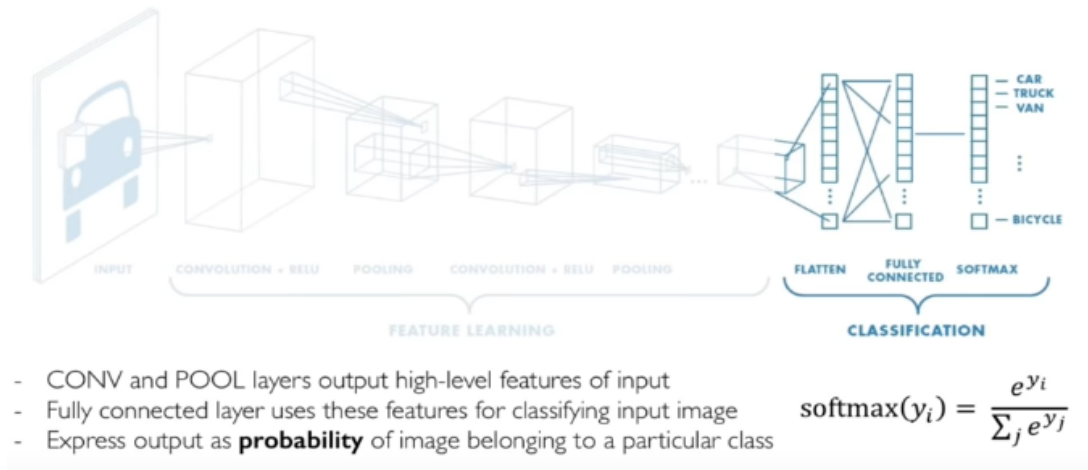 CAR
TRUCK
VAN
BICYCLE
INPUT
CONVOLUTION + RELU
POOLING
CONVOLUTION + RELU
POOLING
FLATTEN
FULLY
CONNECTED
SOFTMAX
FEATURE LEARNING
CLASSIFICATION
- CONV and POOL layers output high-level features of input
- Fully connected layer uses these features for classifying input image
- Express output as probability of image belonging to a particular class
softmax(yᵢ) = e^{yᵢ} / Σⱼ e^{yⱼ}